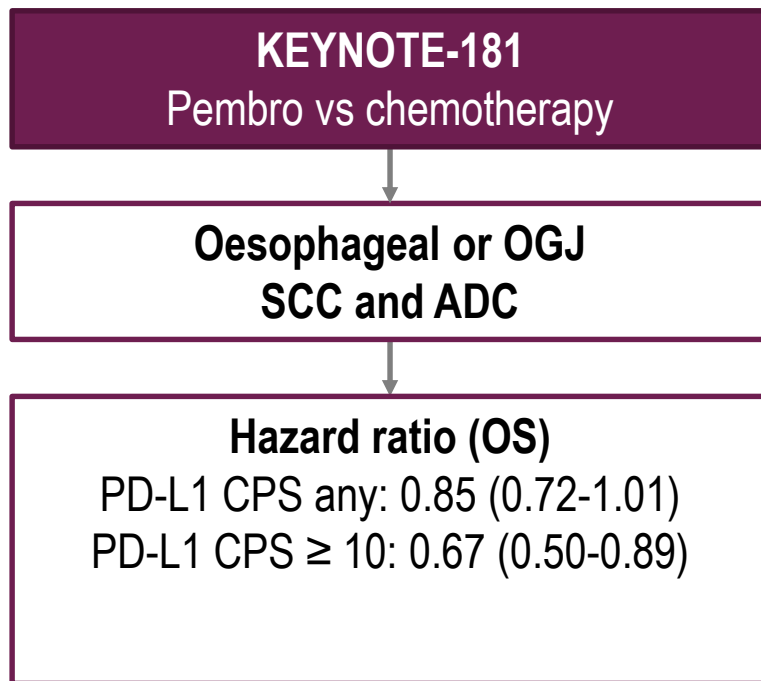 KEYNOTE-181
Pembro vs chemotherapy
Oesophageal or OGJ
SCC and ADC
Hazard ratio (OS)
PD-L1 CPS any: 0.85 (0.72-1.01)
PD-L1 CPS ≥ 10: 0.67 (0.50-0.89)